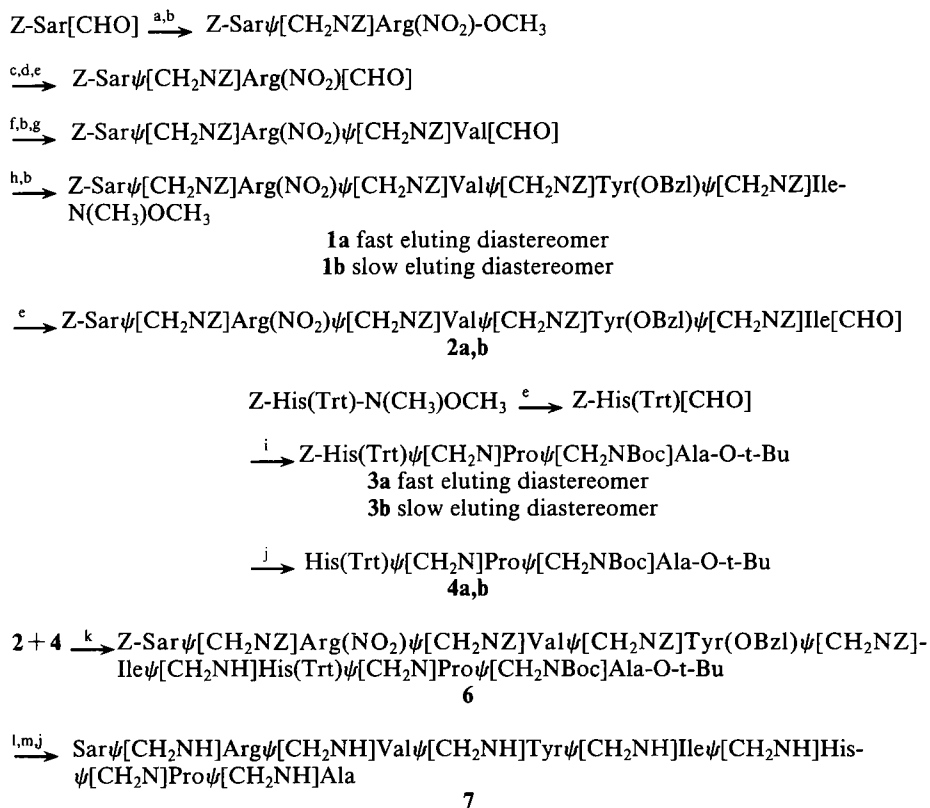 Z-Sar[CHO] a,b⟶ Z-Sarψ[CH₂NZ]Arg(NO₂)-OCH₃
c,d,e⟶ Z-Sarψ[CH₂NZ]Arg(NO₂)[CHO]
f,b,g⟶ Z-Sarψ[CH₂NZ]Arg(NO₂)ψ[CH₂NZ]Val[CHO]
h,b⟶ Z-Sarψ[CH₂NZ]Arg(NO₂)ψ[CH₂NZ]Valψ[CH₂NZ]Tyr(OBzl)ψ[CH₂NZ]Ile-
N(CH₃)OCH₃
1a fast eluting diastereomer
1b slow eluting diastereomer
e⟶ Z-Sarψ[CH₂NZ]Arg(NO₂)ψ[CH₂NZ]Valψ[CH₂NZ]Tyr(OBzl)ψ[CH₂NZ]Ile[CHO]
2a,b
Z-His(Trt)-N(CH₃)OCH₃ e⟶ Z-His(Trt)[CHO]
i⟶ Z-His(Trt)ψ[CH₂N]Proψ[CH₂NBoc]Ala-O-t-Bu
3a fast eluting diastereomer
3b slow eluting diastereomer
j⟶ His(Trt)ψ[CH₂N]Proψ[CH₂NBoc]Ala-O-t-Bu
4a,b
2 + 4 k⟶ Z-Sarψ[CH₂NZ]Arg(NO₂)ψ[CH₂NZ]Valψ[CH₂NZ]Tyr(OBzl)ψ[CH₂NZ]-
Ileψ[CH₂NH]His(Trt)ψ[CH₂N]Proψ[CH₂NBoc]Ala-O-t-Bu
6
l,m,j⟶ Sarψ[CH₂NH]Argψ[CH₂NH]Valψ[CH₂NH]Tyrψ[CH₂NH]Ileψ[CH₂NH]His-
ψ[CH₂N]Proψ[CH₂NH]Ala
7